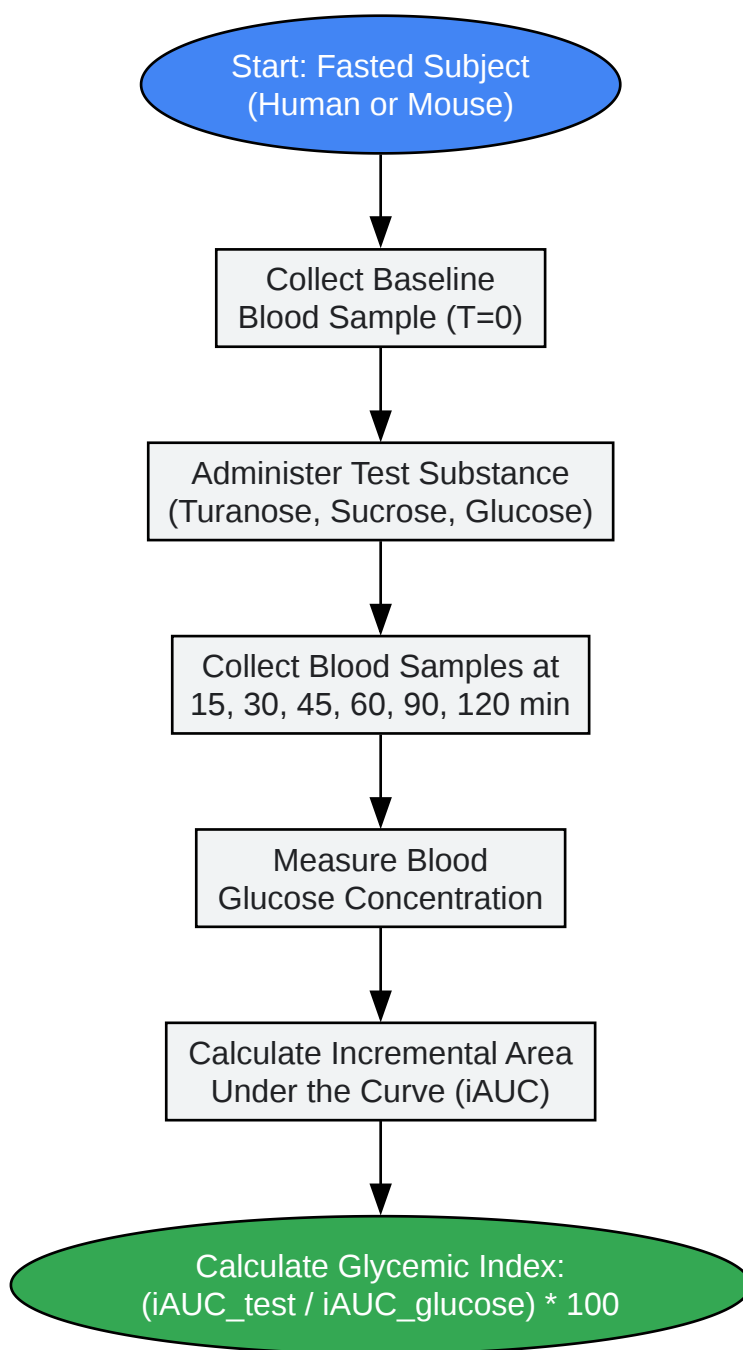 Start: Fasted Subject
(Human or Mouse)
Collect Baseline
Blood Sample (T=0)
Administer Test Substance
(Turanose, Sucrose, Glucose)
Collect Blood Samples at
15, 30, 45, 60, 90, 120 min
Measure Blood
Glucose Concentration
Calculate Incremental Area
Under the Curve (iAUC)
Calculate Glycemic Index:
(iAUC_test / iAUC_glucose) * 100